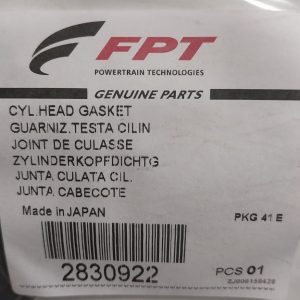 FPT
POWERTRAIN TECHNOLOGIES
GENUINE PARTS
CYL.HEAD GASKET
GUARNIZ.TESTA CILIN
JOINT DE CULASSE
ZYLINDERKOPFDICHTG
JUNTA CULATA CIL.
JUNTA CABECOTE
Made in JAPAN PKG 41 E
2830922 PCS 01